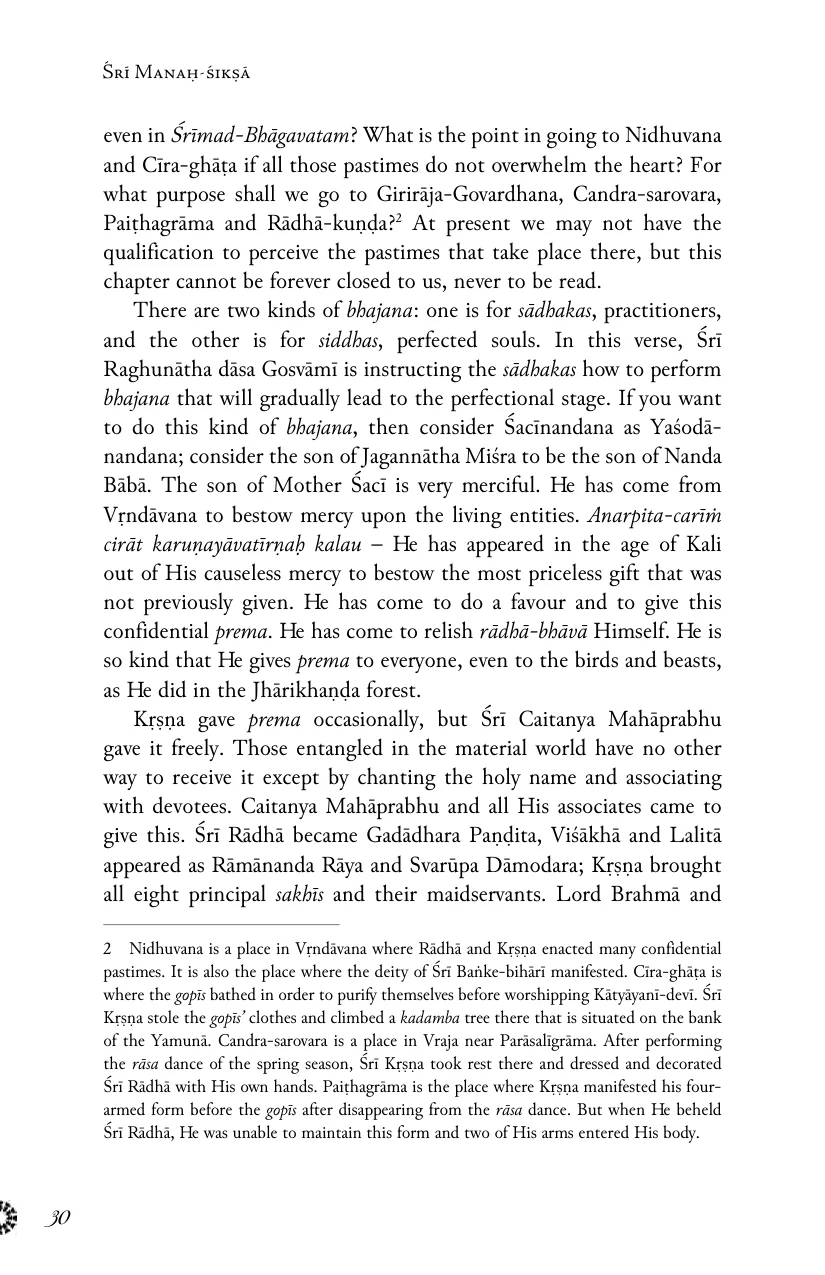 Śrī Manaḥ-śikṣā
even in Śrīmad-Bhāgavatam? What is the point in going to Nidhuvana
and Cīra-ghāṭa if all those pastimes do not overwhelm the heart? For
what purpose shall we go to Girirāja-Govardhana, Candra-sarovara,
Paiṭhagrāma and Rādhā-kuṇḍa?² At present we may not have the
qualification to perceive the pastimes that take place there, but this
chapter cannot be forever closed to us, never to be read.
There are two kinds of bhajana: one is for sādhakas, practitioners,
and the other is for siddhas, perfected souls. In this verse, Śrī
Raghunātha dāsa Gosvāmī is instructing the sādhakas how to perform
bhajana that will gradually lead to the perfectional stage. If you want
to do this kind of bhajana, then consider Śacīnandana as Yaśodā-
nandana; consider the son of Jagannātha Miśra to be the son of Nanda
Bābā. The son of Mother Śacī is very merciful. He has come from
Vṛndāvana to bestow mercy upon the living entities. Anarpita-carīṁ
cirāt karuṇayāvatīrṇaḥ kalau – He has appeared in the age of Kali
out of His causeless mercy to bestow the most priceless gift that was
not previously given. He has come to do a favour and to give this
confidential prema. He has come to relish rādhā-bhāvā Himself. He is
so kind that He gives prema to everyone, even to the birds and beasts,
as He did in the Jhārikhaṇḍa forest.
Kṛṣṇa gave prema occasionally, but Śrī Caitanya Mahāprabhu
gave it freely. Those entangled in the material world have no other
way to receive it except by chanting the holy name and associating
with devotees. Caitanya Mahāprabhu and all His associates came to
give this. Śrī Rādhā became Gadādhara Paṇḍita, Viśākhā and Lalitā
appeared as Rāmānanda Rāya and Svarūpa Dāmodara; Kṛṣṇa brought
all eight principal sakhīs and their maidservants. Lord Brahmā and
2 Nidhuvana is a place in Vṛndāvana where Rādhā and Kṛṣṇa enacted many confidential
pastimes. It is also the place where the deity of Śrī Baṅke-bihārī manifested. Cīra-ghāṭa is
where the gopīs bathed in order to purify themselves before worshipping Kātyāyanī-devī. Śrī
Kṛṣṇa stole the gopīs’ clothes and climbed a kadamba tree there that is situated on the bank
of the Yamunā. Candra-sarovara is a place in Vraja near Parāsalīgrāma. After performing
the rāsa dance of the spring season, Śrī Kṛṣṇa took rest there and dressed and decorated
Śrī Rādhā with His own hands. Paiṭhagrāma is the place where Kṛṣṇa manifested his four-
armed form before the gopīs after disappearing from the rāsa dance. But when He beheld
Śrī Rādhā, He was unable to maintain this form and two of His arms entered His body.
30